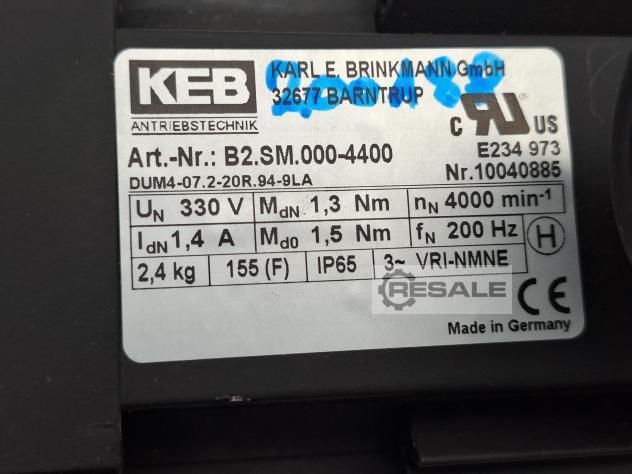 KEB
ANTRIEBSTECHNIK
KARL E. BRINKMANN GmbH
32677 BARNTRUP
C US
E234 973
Art.-Nr.: B2.SM.000-4400
Nr.10040885
DUM4-07.2-20R.94-9LA
UN 330 V MdN 1,3 Nm nN 4000 min-1
IdN 1,4 A Md0 1,5 Nm fN 200 Hz H
2,4 kg 155 (F) IP65 3~ VRI-NMNE
RESALE
CE
Made in Germany